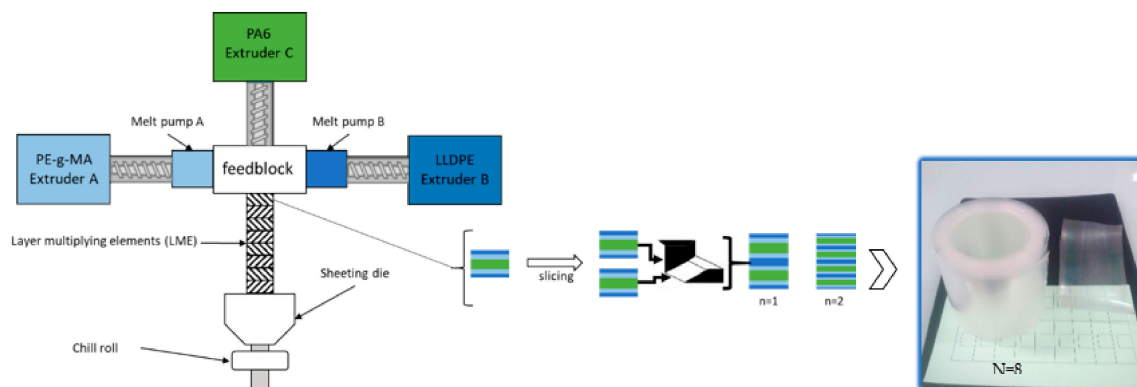 PA6
Extruder C
Melt pump A
Melt pump B
PE-g-MA
Extruder A
feedblock
LLDPE
Extruder B
Layer multiplying elements (LME)
slicing
Sheeting die
n=1
n=2
Chill roll
N=8